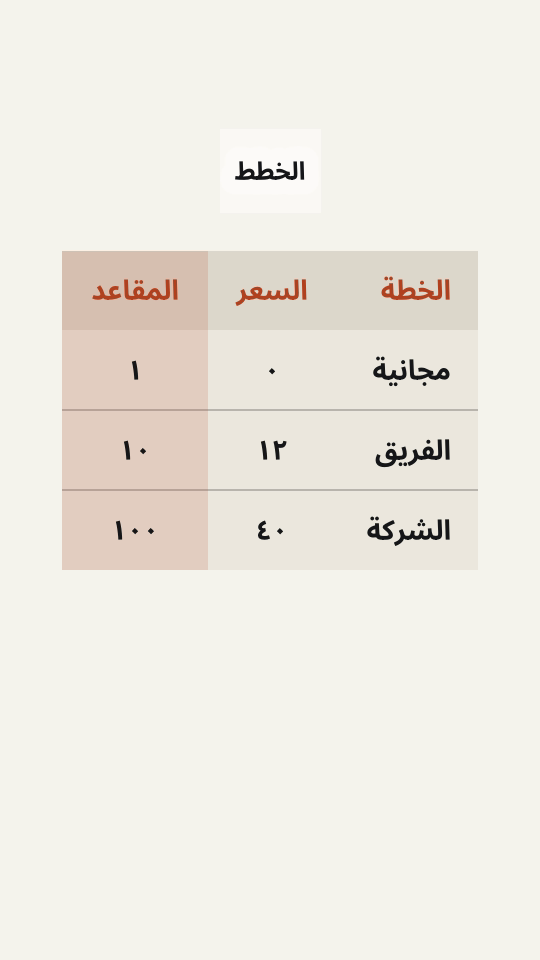 الخطط
الخطة السعر المقاعد
مجانية ٠ ١
الفريق ١٢ ١٠
الشركة ٤٠ ١٠٠